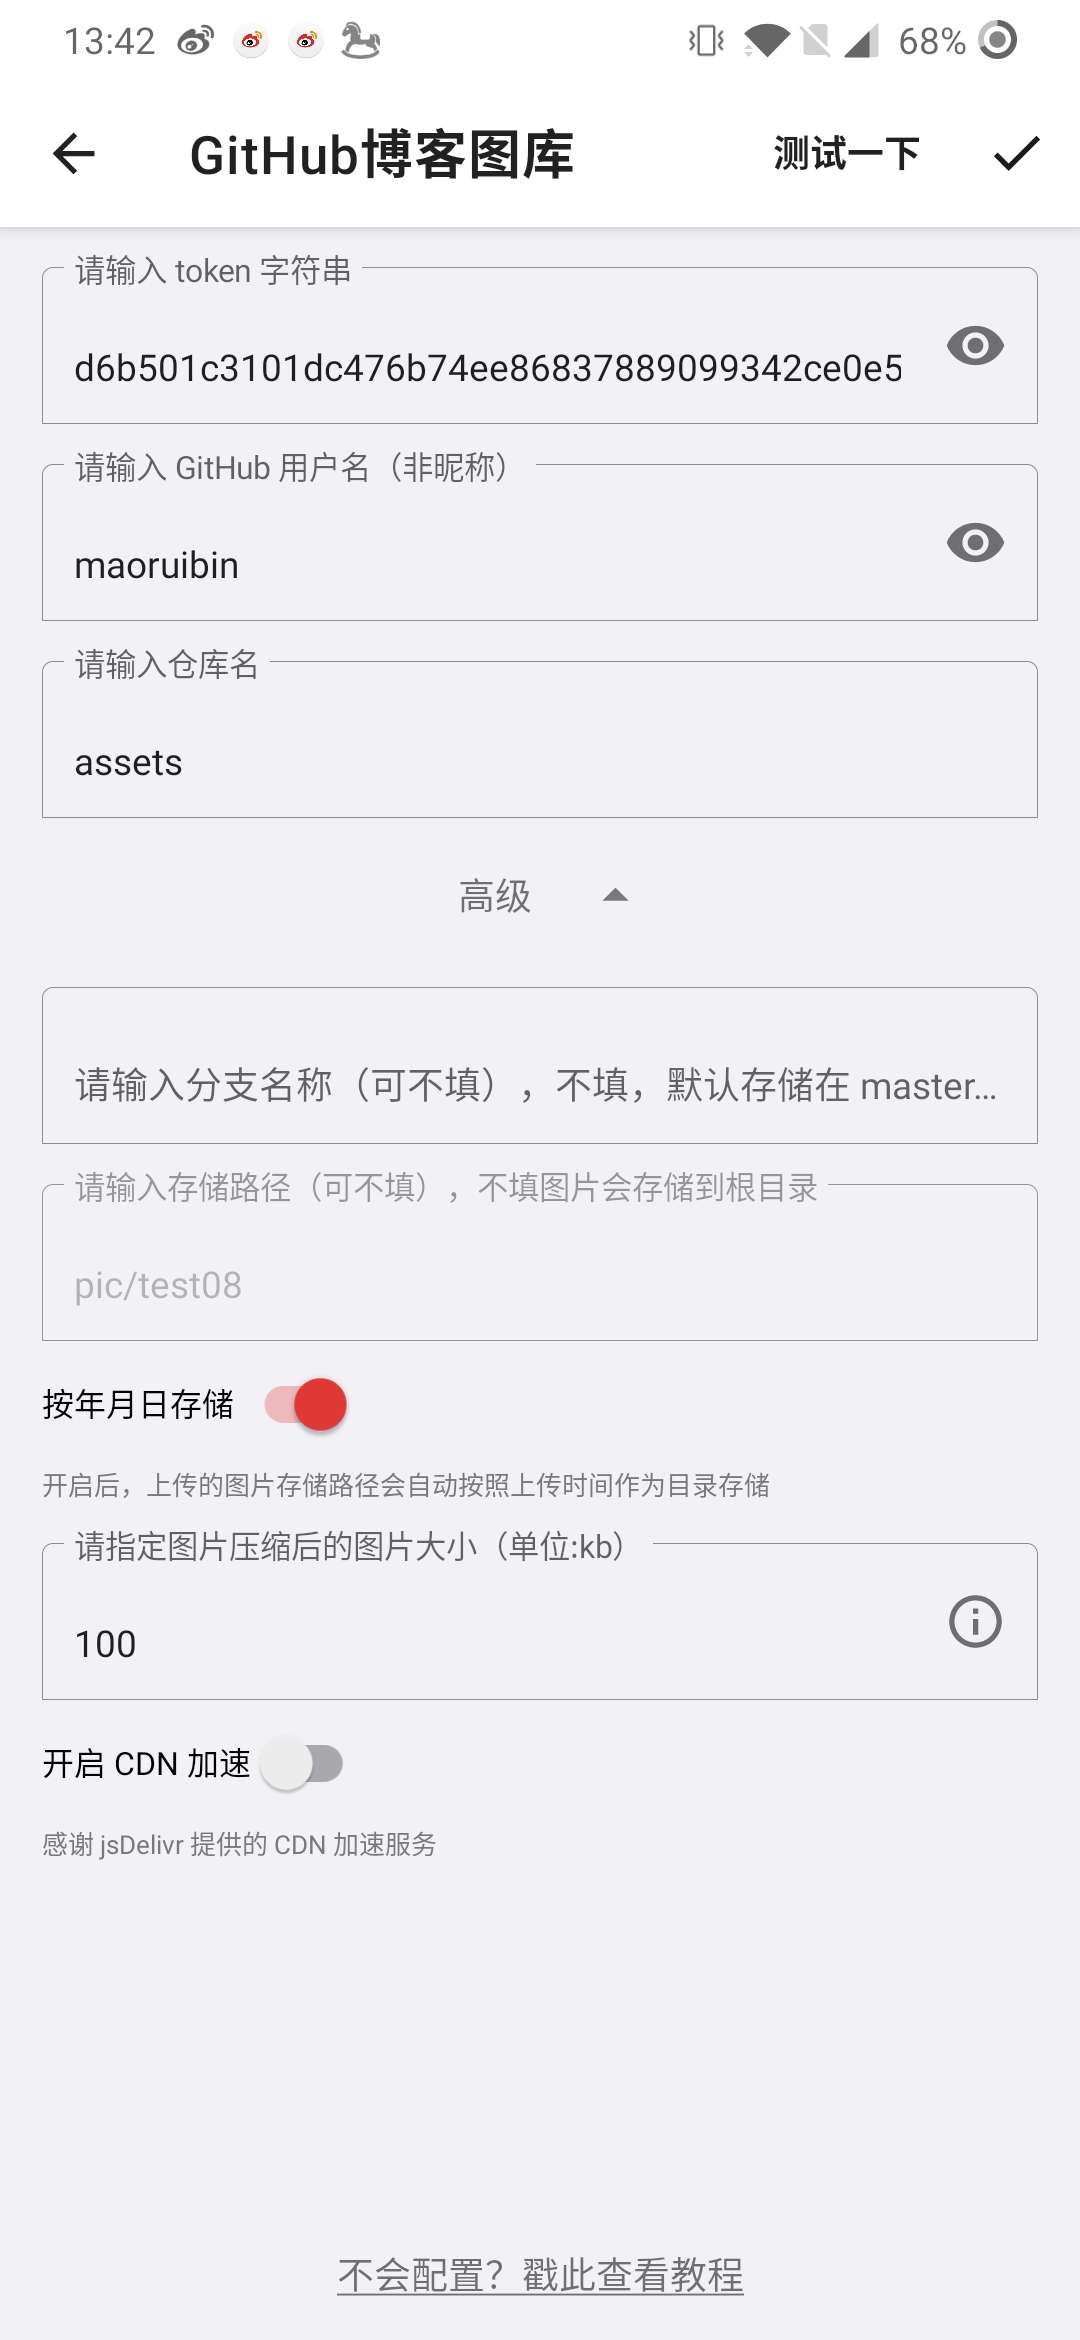 13:42
68%
GitHub博客图库
测试一下
请输入 token 字符串
d6b501c3101dc476b74ee86837889099342ce0e5
请输入 GitHub 用户名（非昵称）
maoruibin
请输入仓库名
assets
高级
请输入分支名称（可不填），不填，默认存储在 master...
请输入存储路径（可不填），不填图片会存储到根目录
pic/test08
按年月日存储
开启后，上传的图片存储路径会自动按照上传时间作为目录存储
请指定图片压缩后的图片大小（单位:kb）
100
开启 CDN 加速
感谢 jsDelivr 提供的 CDN 加速服务
不会配置？戳此查看教程